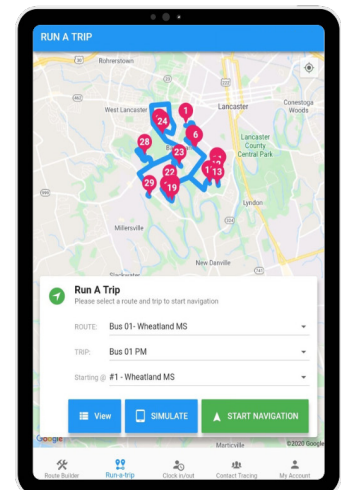 RUN A TRIP
Rohrerstown
West Lancaster
Lancaster
Conestoga
Woods
1
24
6
Lancaster
County
Central Park
28
23
22
13
29
19
Lyndon
Millersville
New Danville
Run A Trip
Please select a route and trip to start navigation
ROUTE: Bus 01- Wheatland MS
TRIP: Bus 01 PM
Starting @ #1 - Wheatland MS
View
SIMULATE
START NAVIGATION
Google
Marticville
©2020 Google
Route Builder
Run-a-trip
Clock in/out
Contact Tracing
My Account